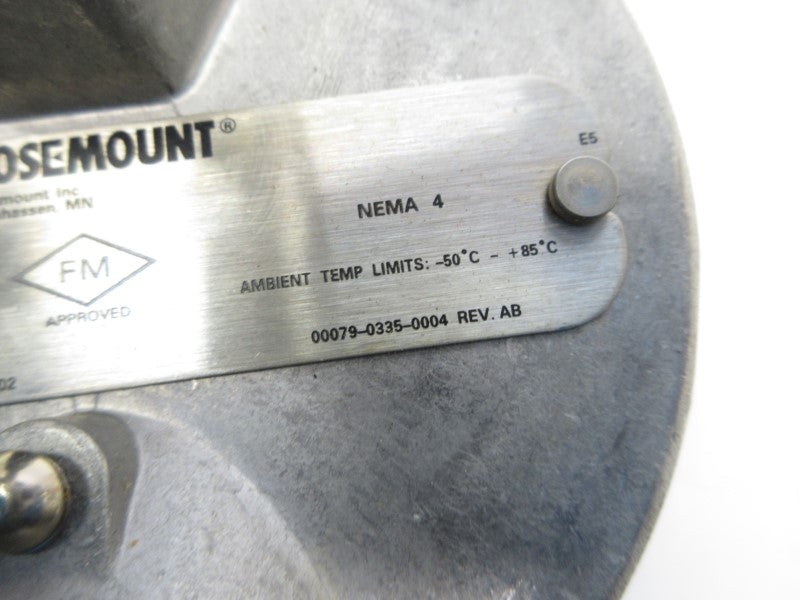 OSEMOUNT®
mount Inc
nhassen, MN
E5
NEMA 4
FM
APPROVED
AMBIENT TEMP LIMITS: -50°C - +85°C
00079-0335-0004 REV. AB
02